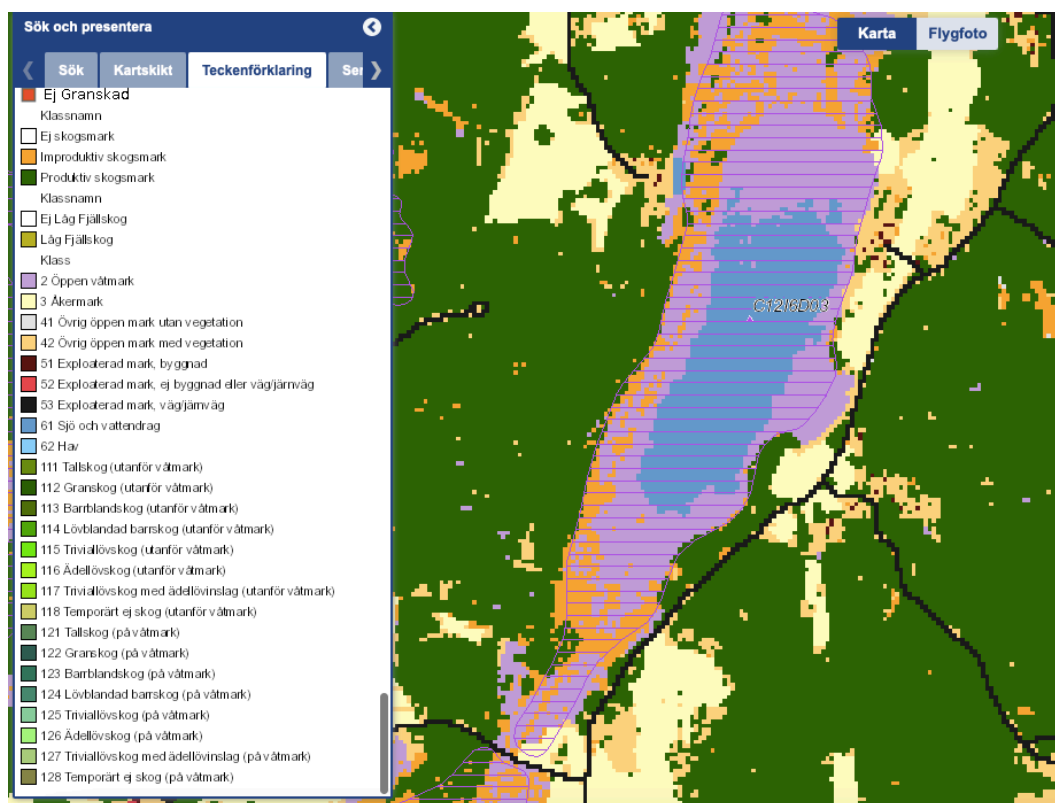 Sök och presentera
Karta
Flygfoto
Sök
Kartskikt
Teckenförklaring
Ser
Ej Granskad
Klassnamn
Ej skogsmark
Improduktiv skogsmark
Produktiv skogsmark
Klassnamn
Ej Låg Fjällskog
Låg Fjällskog
Klass
2 Öppen våtmark
3 Åkermark
41 Övrig öppen mark utan vegetation
42 Övrig öppen mark med vegetation
51 Exploaterad mark, byggnad
52 Exploaterad mark, ej byggnad eller väg/järnväg
53 Exploaterad mark, väg/järnväg
61 Sjö och vattendrag
62 Hav
111 Tallskog (utanför våtmark)
112 Granskog (utanför våtmark)
113 Barrblandskog (utanför våtmark)
114 Lövblandad barrskog (utanför våtmark)
115 Triviallövskog (utanför våtmark)
116 Ädellövskog (utanför våtmark)
117 Triviallövskog med ädellövinslag (utanför våtmark)
118 Temporärt ej skog (utanför våtmark)
121 Tallskog (på våtmark)
122 Granskog (på våtmark)
123 Barrblandskog (på våtmark)
124 Lövblandad barrskog (på våtmark)
125 Triviallövskog (på våtmark)
126 Ädellövskog (på våtmark)
127 Triviallövskog med ädellövinslag (på våtmark)
128 Temporärt ej skog (på våtmark)
C12I6D03